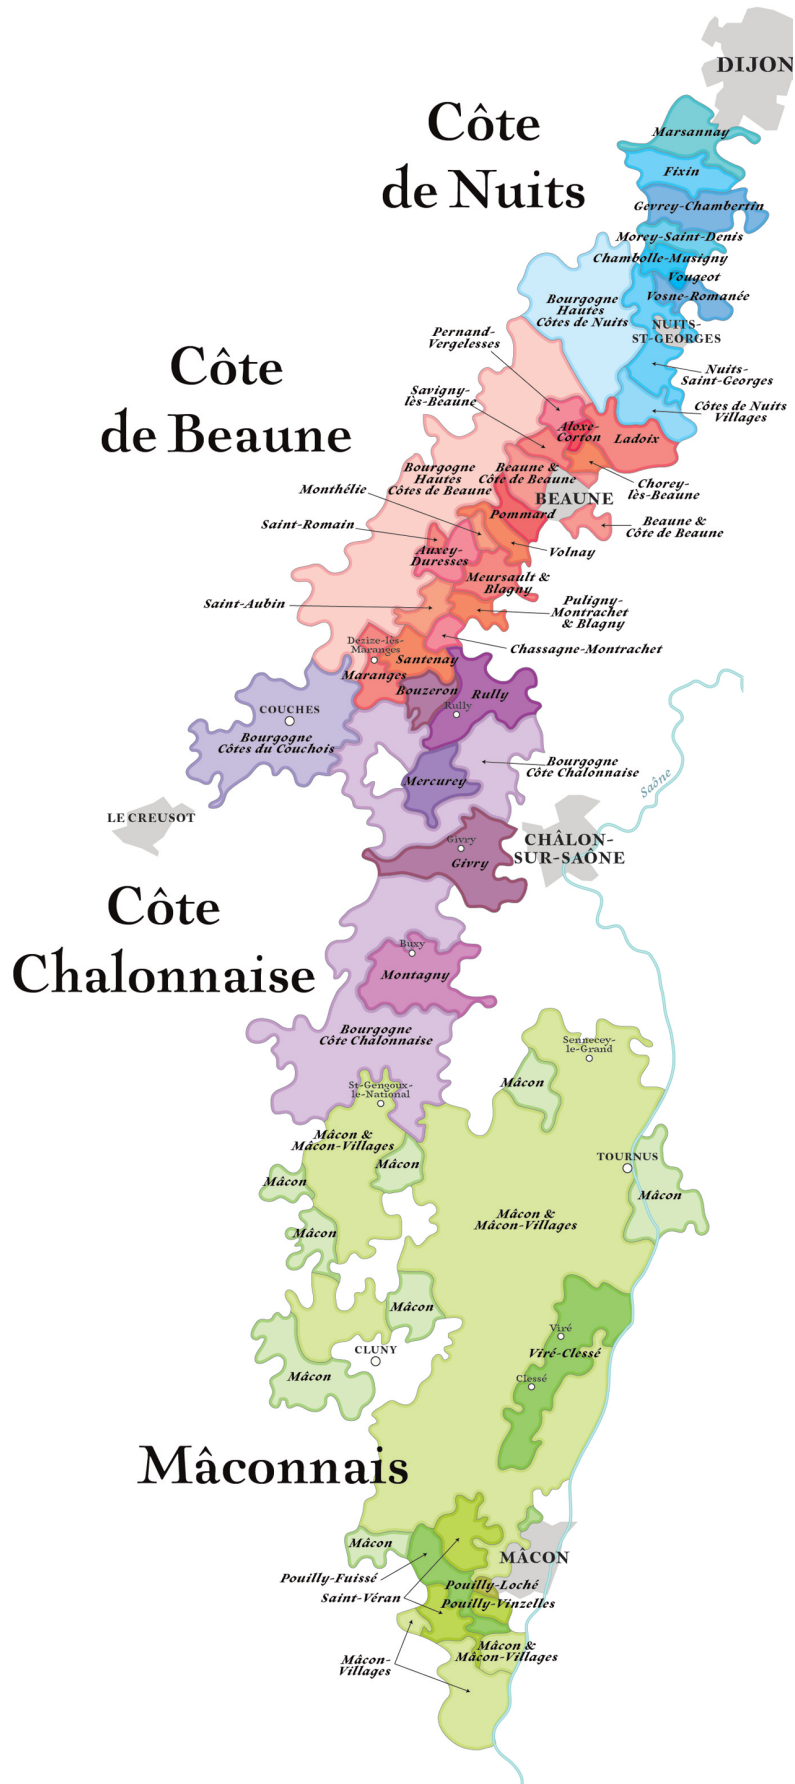 DIJON
Côte
de Nuits
Marsannay
Fixin
Gevrey-Chambertin
Morey-Saint-Denis
Chambolle-Musigny
Vougeot
Vosne-Romanée
Bourgogne
Hautes
Côtes de Nuits
NUITS-
ST-GEORGES
Pernand-
Vergelesses
Nuits-
Saint-Georges
Côte
de Beaune
Savigny-
lès-Beaune
Côtes de Nuits
Villages
Aloxe-
Corton
Ladoix
Bourgogne
Hautes
Côtes de Beaune
Beaune &
Côte de Beaune
Chorey-
lès-Beaune
Monthélie
BEAUNE
Pommard
Saint-Romain
Beaune &
Côte de Beaune
Auxey-
Duresses
Volnay
Meursault &
Blagny
Saint-Aubin
Puligny-
Montrachet
& Blagny
Dezize-lès-
Maranges
Chassagne-Montrachet
Santenay
Maranges
Bouzeron
Rully
Rully
COUCHES
Bourgogne
Côtes du Couchois
Bourgogne
Côte Chalonnaise
Mercurey
Saône
LE CREUSOT
CHÂLON-
SUR-SAÔNE
Givry
Givry
Côte
Chalonnaise
Buxy
Montagny
Bourgogne
Côte Chalonnaise
Sennecey-
le-Grand
Mâcon
St-Gengoux-
le-National
Mâcon &
Mâcon-Villages
Mâcon
TOURNUS
Mâcon
Mâcon
Mâcon &
Mâcon-Villages
Mâcon
Mâcon
Viré
Viré-Clessé
CLUNY
Mâcon
Clessé
Mâconnais
Mâcon
MÂCON
Pouilly-Fuissé
Pouilly-Loché
Saint-Véran
Pouilly-Vinzelles
Mâcon &
Mâcon-Villages
Mâcon-
Villages